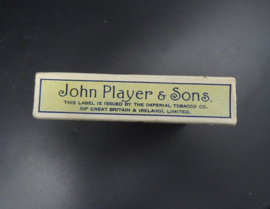 John Player & Sons.
THIS LABEL IS ISSUED BY THE IMPERIAL TOBACCO CO.
(OF GREAT BRITAIN & IRELAND), LIMITED.